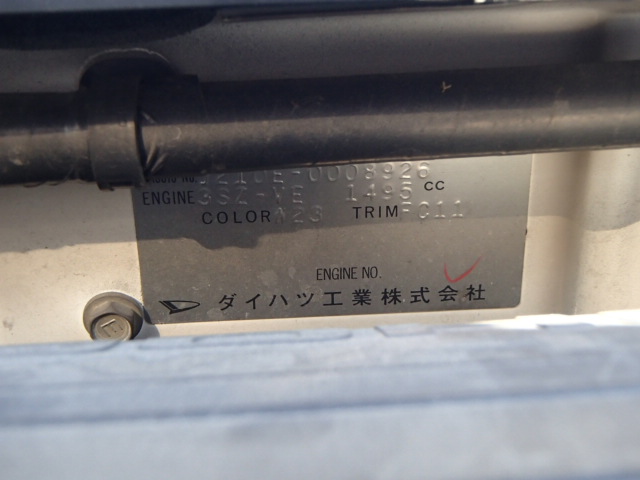 J210E-0008926
ENGINE 3SZ-VE 1495 CC
COLOR A23 TRIM FC11
ENGINE NO.
ダイハツ工業株式会社